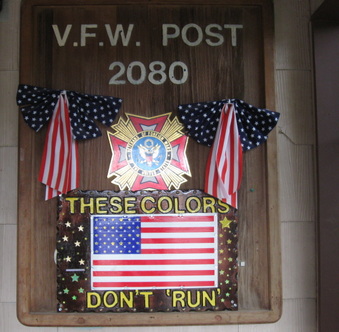 V.F.W. POST
2080
THESE COLORS
DON'T 'RUN'